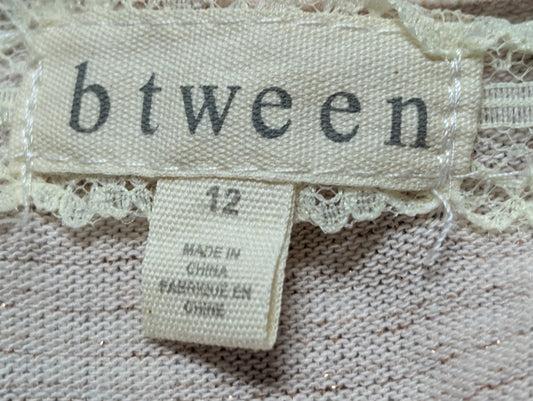 btween
12
MADE IN
CHINA
FABRIQUE EN
CHINE